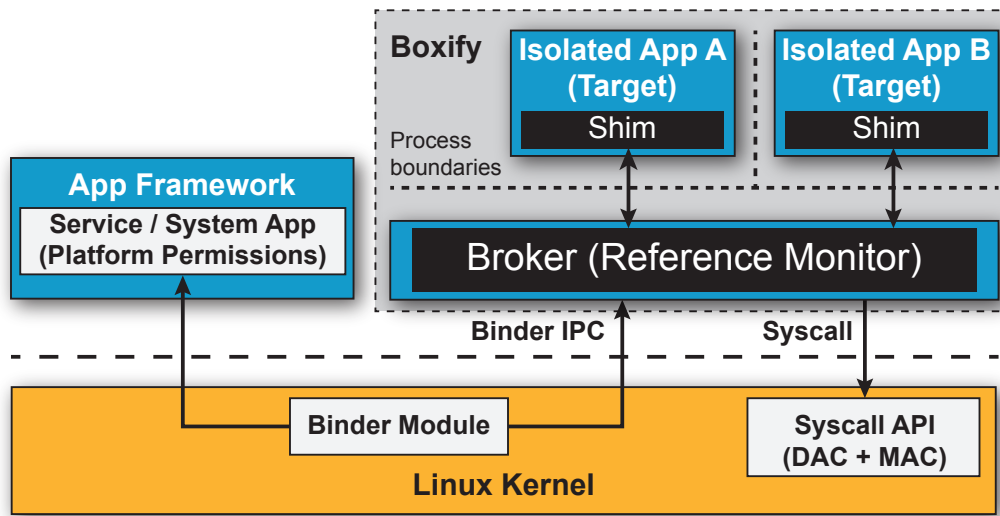 Boxify
Isolated App A
(Target)
Shim
Isolated App B
(Target)
Shim
Process
boundaries
App Framework
Service / System App
(Platform Permissions)
Broker (Reference Monitor)
Binder IPC
Syscall
Binder Module
Syscall API
(DAC + MAC)
Linux Kernel